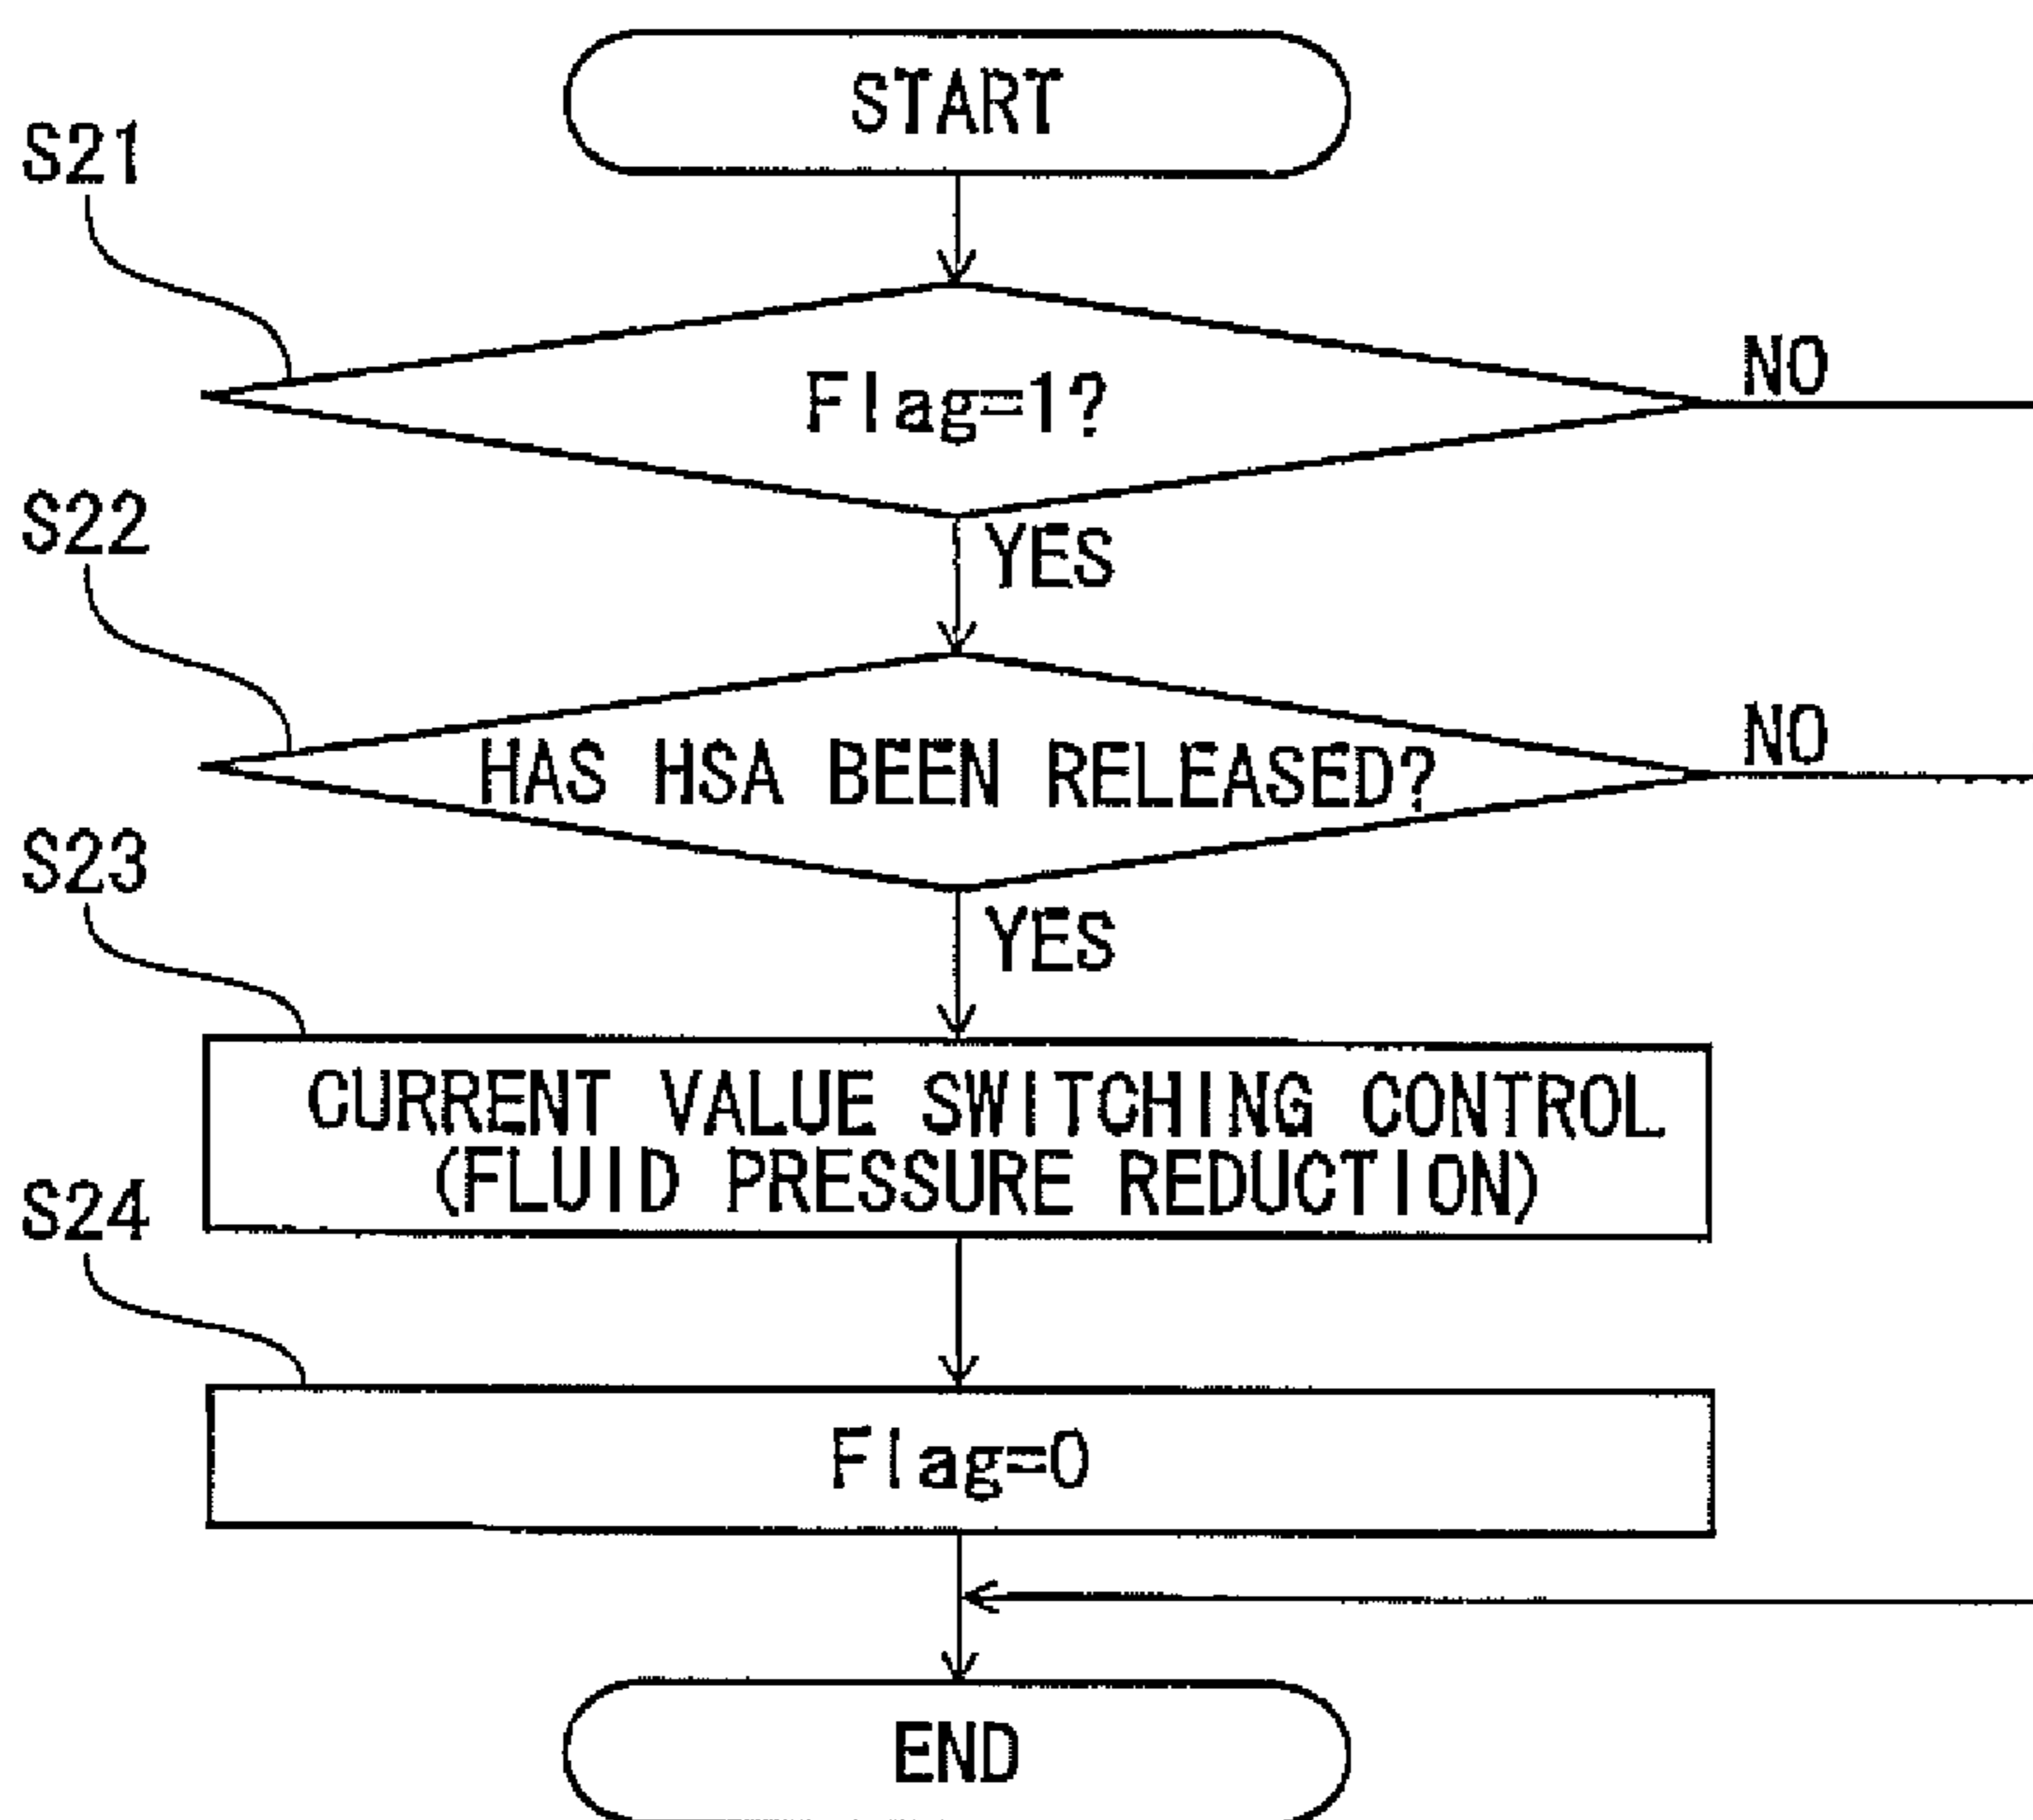 START
S21
Flag=1?
NO
YES
S22
HAS HSA BEEN RELEASED?
NO
YES
S23
CURRENT VALUE SWITCHING CONTROL
(FLUID PRESSURE REDUCTION)
S24
Flag=0
END